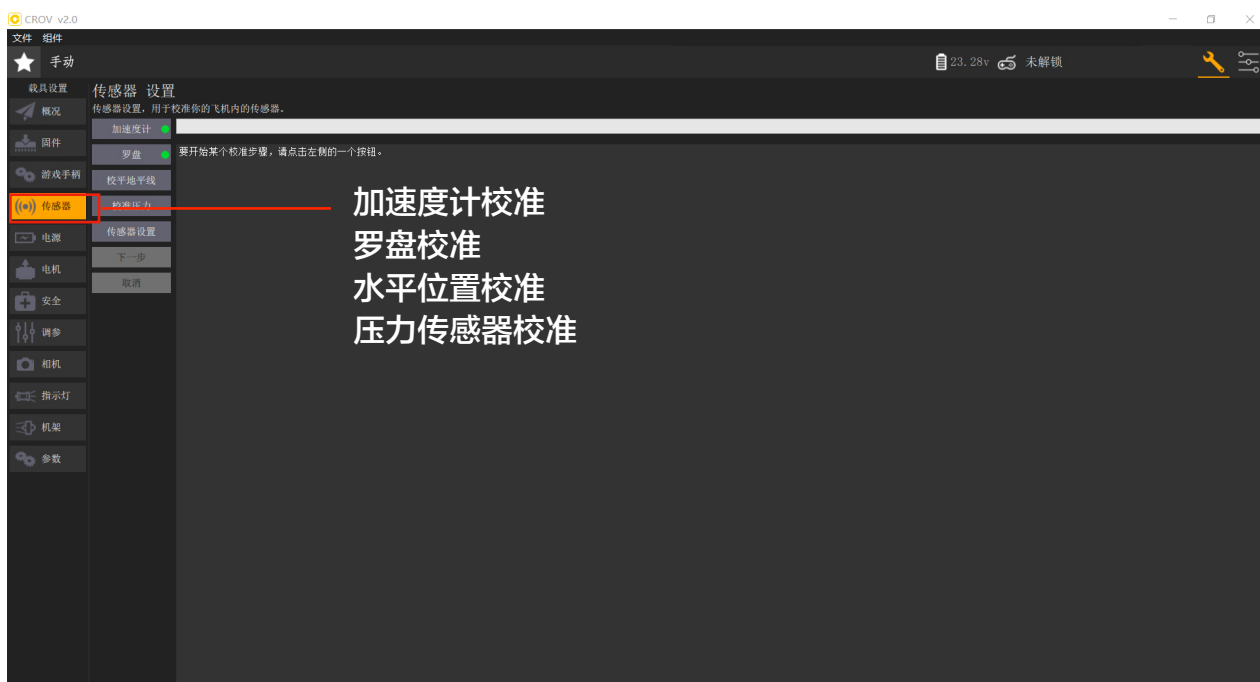 CROV v2.0
文件 组件
手动
23.28v 未解锁
载具设置
概况
固件
游戏手柄
传感器
电源
电机
安全
调参
相机
指示灯
机架
参数
传感器 设置
传感器设置，用于校准你的飞机内的传感器。
加速度计
罗盘
校平地平线
校准压力
传感器设置
下一步
取消
要开始某个校准步骤，请点击左侧的一个按钮。
加速度计校准
罗盘校准
水平位置校准
压力传感器校准